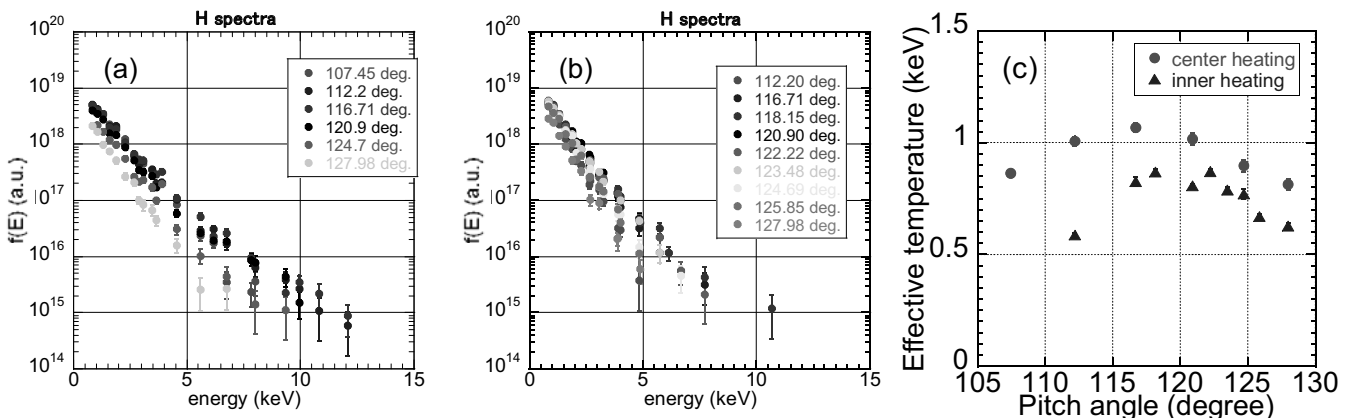 H spectra
10^20
10^19
10^18
10^17
10^16
10^15
10^14
f(E) (a.u.)
(a)
107.45 deg.
112.2 deg.
116.71 deg.
120.9 deg.
124.7 deg.
127.98 deg.
0
5
10
15
energy (keV)
H spectra
10^20
10^19
10^18
10^17
10^16
10^15
10^14
f(E) (a.u.)
(b)
112.20 deg.
116.71 deg.
118.15 deg.
120.90 deg.
122.22 deg.
123.48 deg.
124.69 deg.
125.85 deg.
127.98 deg.
0
5
10
15
energy (keV)
1.5
1
0.5
0
Effective temperature (keV)
(c)
center heating
inner heating
105
110
115
120
125
130
Pitch angle (degree)